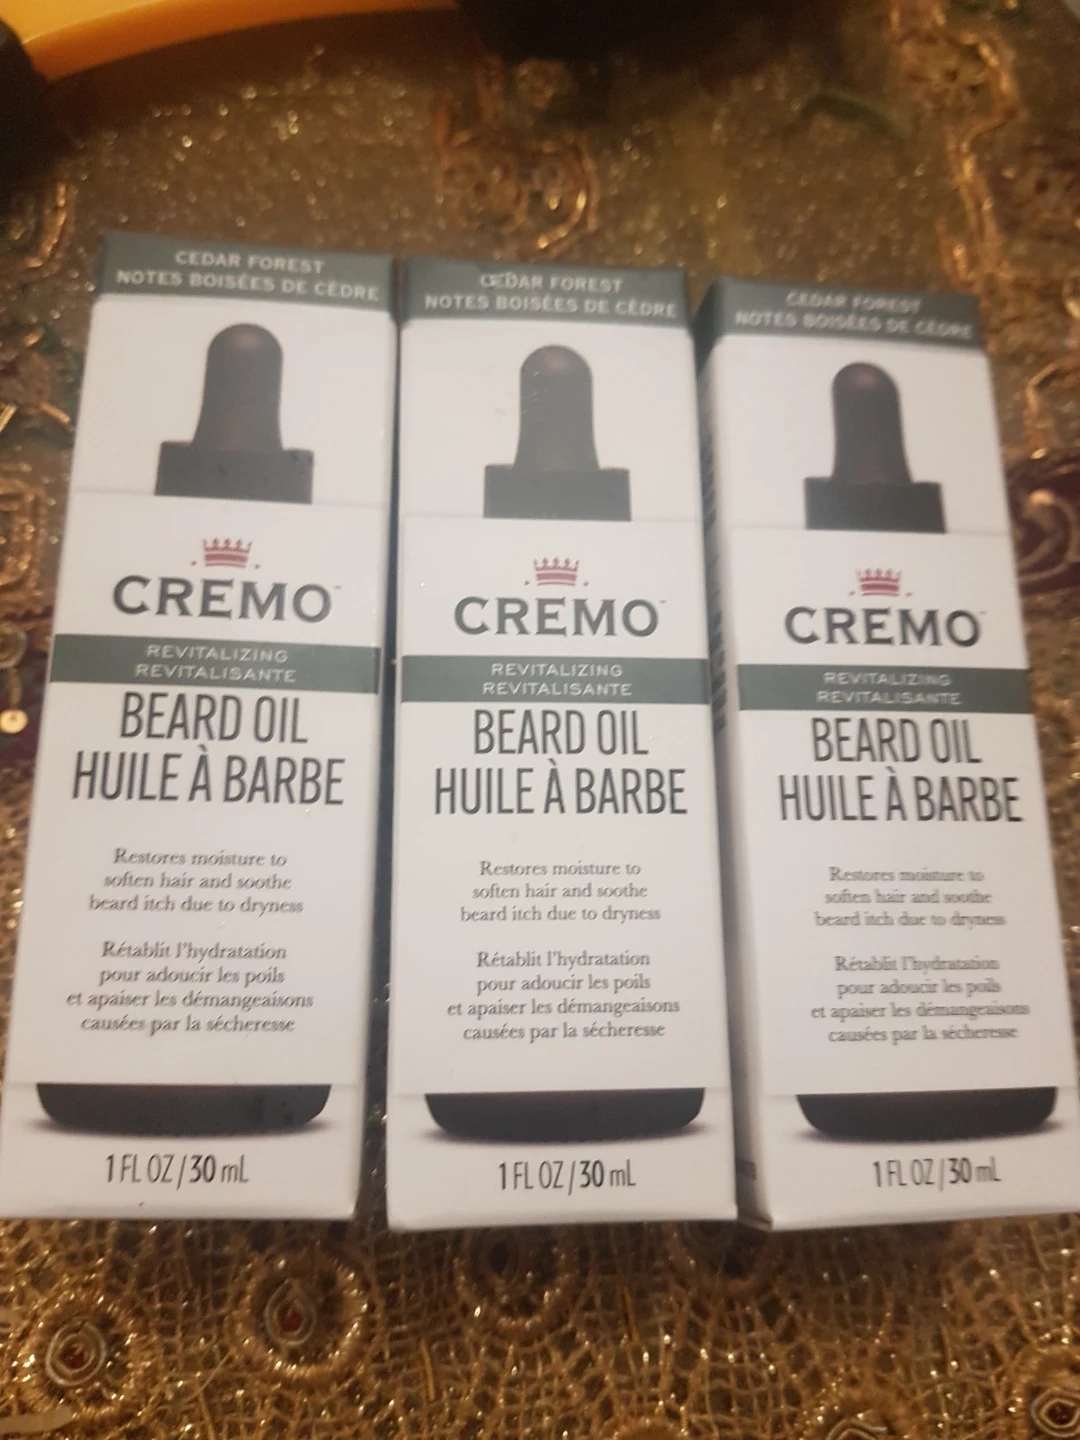 CEDAR FOREST
NOTES BOISÉES DE CÈDRE
CREMO™
REVITALIZING
REVITALISANTE
BEARD OIL
HUILE À BARBE
Restores moisture to
soften hair and soothe
beard itch due to dryness
Rétablit l'hydratation
pour adoucir les poils
et apaiser les démangeaisons
causées par la sécheresse
1 FL OZ/30 mL
CEDAR FOREST
NOTES BOISÉES DE CÈDRE
CREMO™
REVITALIZING
REVITALISANTE
BEARD OIL
HUILE À BARBE
Restores moisture to
soften hair and soothe
beard itch due to dryness
Rétablit l'hydratation
pour adoucir les poils
et apaiser les démangeaisons
causées par la sécheresse
1 FL OZ/30 mL
CEDAR FOREST
NOTES BOISÉES DE CÈDRE
CREMO™
REVITALIZING
REVITALISANTE
BEARD OIL
HUILE À BARBE
Restores moisture to
soften hair and soothe
beard itch due to dryness
Rétablit l'hydratation
pour adoucir les poils
et apaiser les démangeaisons
causées par la sécheresse
1 FL OZ/30 mL